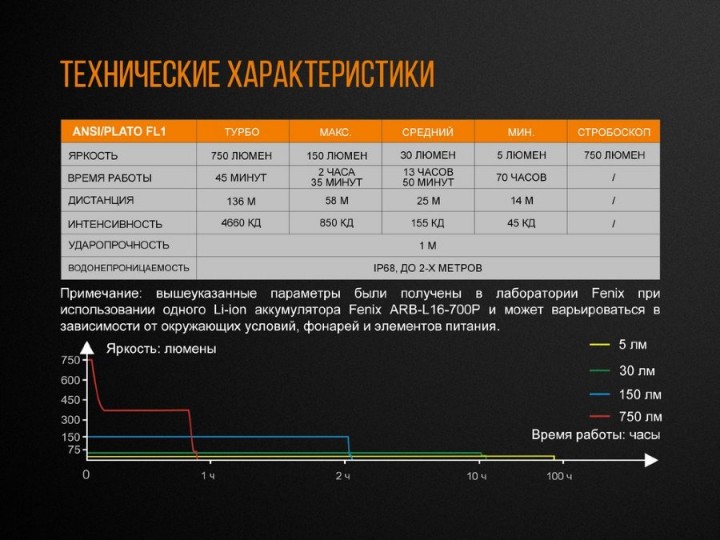 ТЕХНИЧЕСКИЕ ХАРАКТЕРИСТИКИ
ANSI/PLATO FL1 ТУРБО МАКС. СРЕДНИЙ МИН. СТРОБОСКОП
ЯРКОСТЬ 750 ЛЮМЕН 150 ЛЮМЕН 30 ЛЮМЕН 5 ЛЮМЕН 750 ЛЮМЕН
ВРЕМЯ РАБОТЫ 45 МИНУТ 2 ЧАСА 35 МИНУТ 13 ЧАСОВ 50 МИНУТ 70 ЧАСОВ /
ДИСТАНЦИЯ 136 М 58 М 25 М 14 М /
ИНТЕНСИВНОСТЬ 4660 КД 850 КД 155 КД 45 КД /
УДАРОПРОЧНОСТЬ 1 М
ВОДОНЕПРОНИЦАЕМОСТЬ IP68, ДО 2-Х МЕТРОВ
Примечание: вышеуказанные параметры были получены в лаборатории Fenix при
использовании одного Li-ion аккумулятора Fenix ARB-L16-700P и может варьироваться в
зависимости от окружающих условий, фонарей и элементов питания.
Яркость: люмены
750
600
450
300
150
75
5 лм
30 лм
150 лм
750 лм
Время работы: часы
0 1 ч 2 ч 10 ч 100 ч